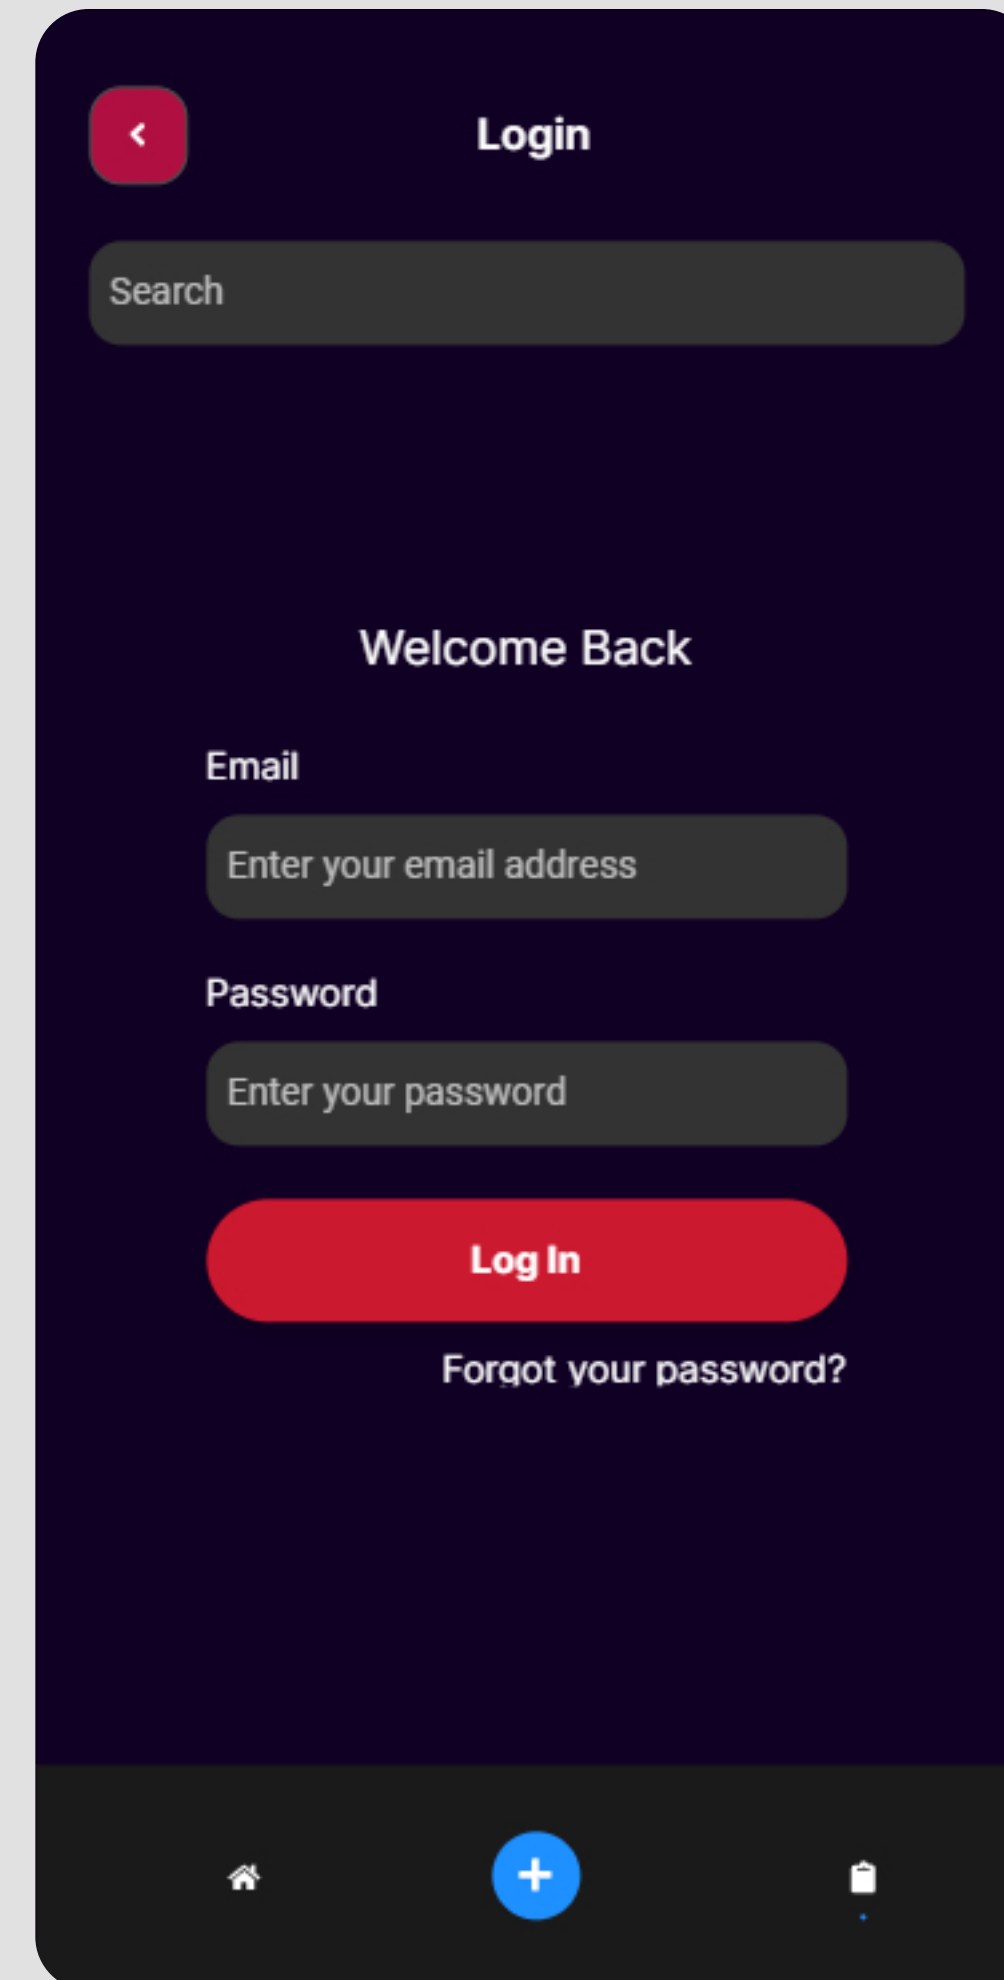 Login
Search
Welcome Back
Email
Enter your email address
Password
Enter your password
Log In
Forgot your password?